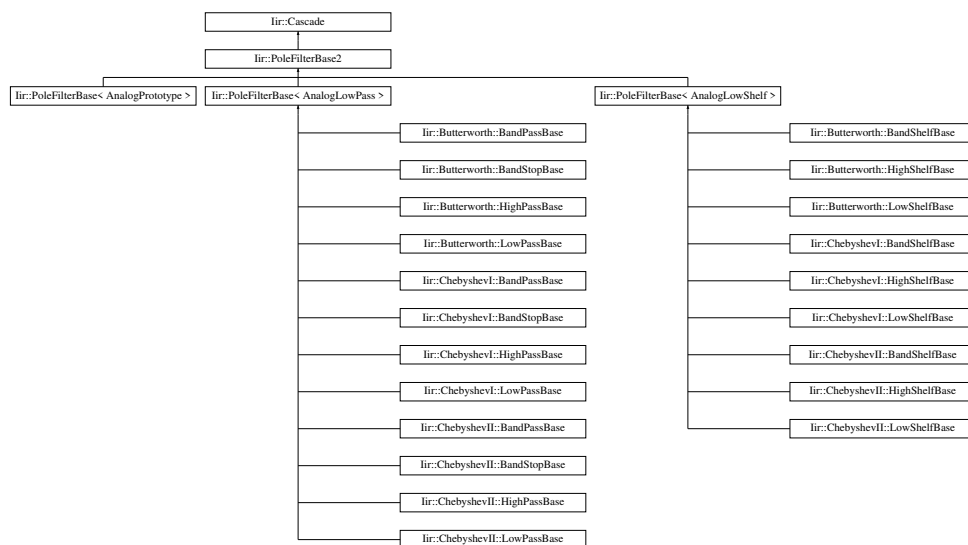 Iir::Cascade
Iir::PoleFilterBase2
Iir::PoleFilterBase< AnalogPrototype >
Iir::PoleFilterBase< AnalogLowPass >
Iir::PoleFilterBase< AnalogLowShelf >
Iir::Butterworth::BandPassBase
Iir::Butterworth::BandShelfBase
Iir::Butterworth::BandStopBase
Iir::Butterworth::HighShelfBase
Iir::Butterworth::HighPassBase
Iir::Butterworth::LowShelfBase
Iir::Butterworth::LowPassBase
Iir::ChebyshevI::BandShelfBase
Iir::ChebyshevI::BandPassBase
Iir::ChebyshevI::HighShelfBase
Iir::ChebyshevI::BandStopBase
Iir::ChebyshevI::LowShelfBase
Iir::ChebyshevI::HighPassBase
Iir::ChebyshevII::BandShelfBase
Iir::ChebyshevI::LowPassBase
Iir::ChebyshevII::HighShelfBase
Iir::ChebyshevII::BandPassBase
Iir::ChebyshevII::LowShelfBase
Iir::ChebyshevII::BandStopBase
Iir::ChebyshevII::HighPassBase
Iir::ChebyshevII::LowPassBase